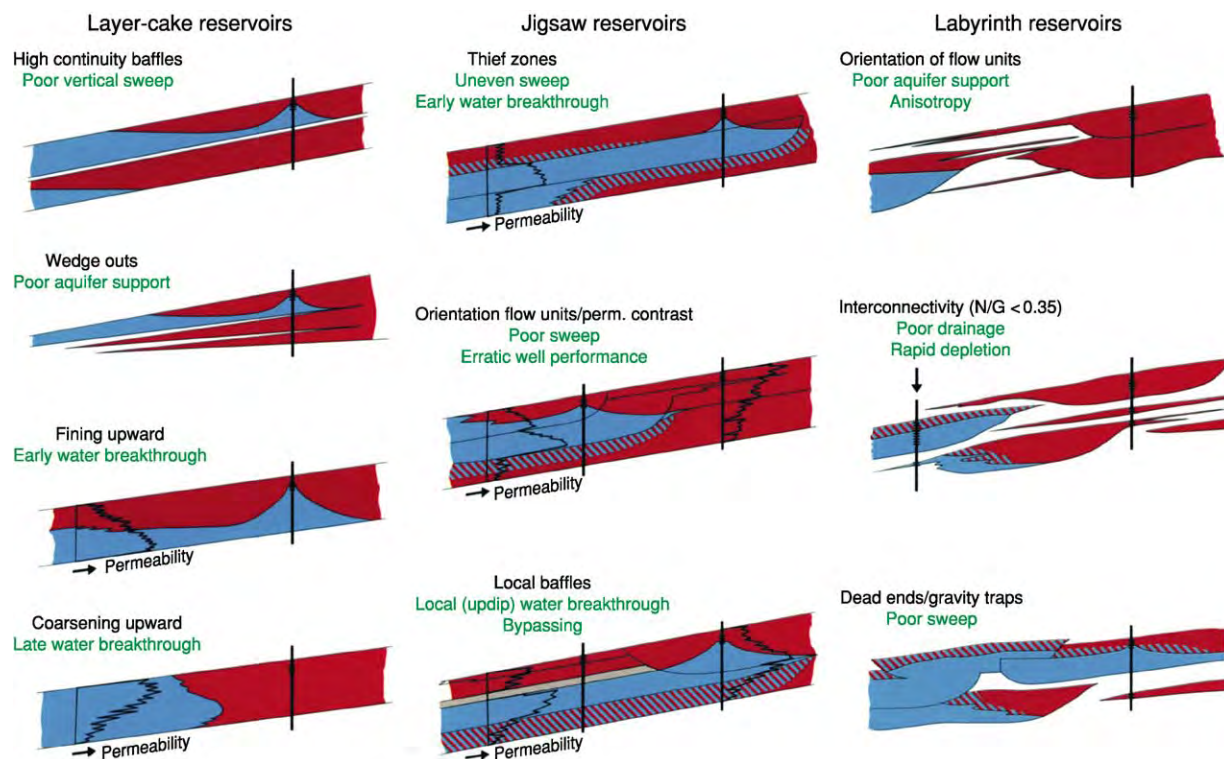 Layer-cake reservoirs
High continuity baffles
Poor vertical sweep
Wedge outs
Poor aquifer support
Fining upward
Early water breakthrough
Permeability
Coarsening upward
Late water breakthrough
Permeability
Jigsaw reservoirs
Thief zones
Uneven sweep
Early water breakthrough
Permeability
Orientation flow units/perm. contrast
Poor sweep
Erratic well performance
Permeability
Local baffles
Local (updip) water breakthrough
Bypassing
Permeability
Labyrinth reservoirs
Orientation of flow units
Poor aquifer support
Anisotropy
Interconnectivity (N/G <0.35)
Poor drainage
Rapid depletion
Dead ends/gravity traps
Poor sweep